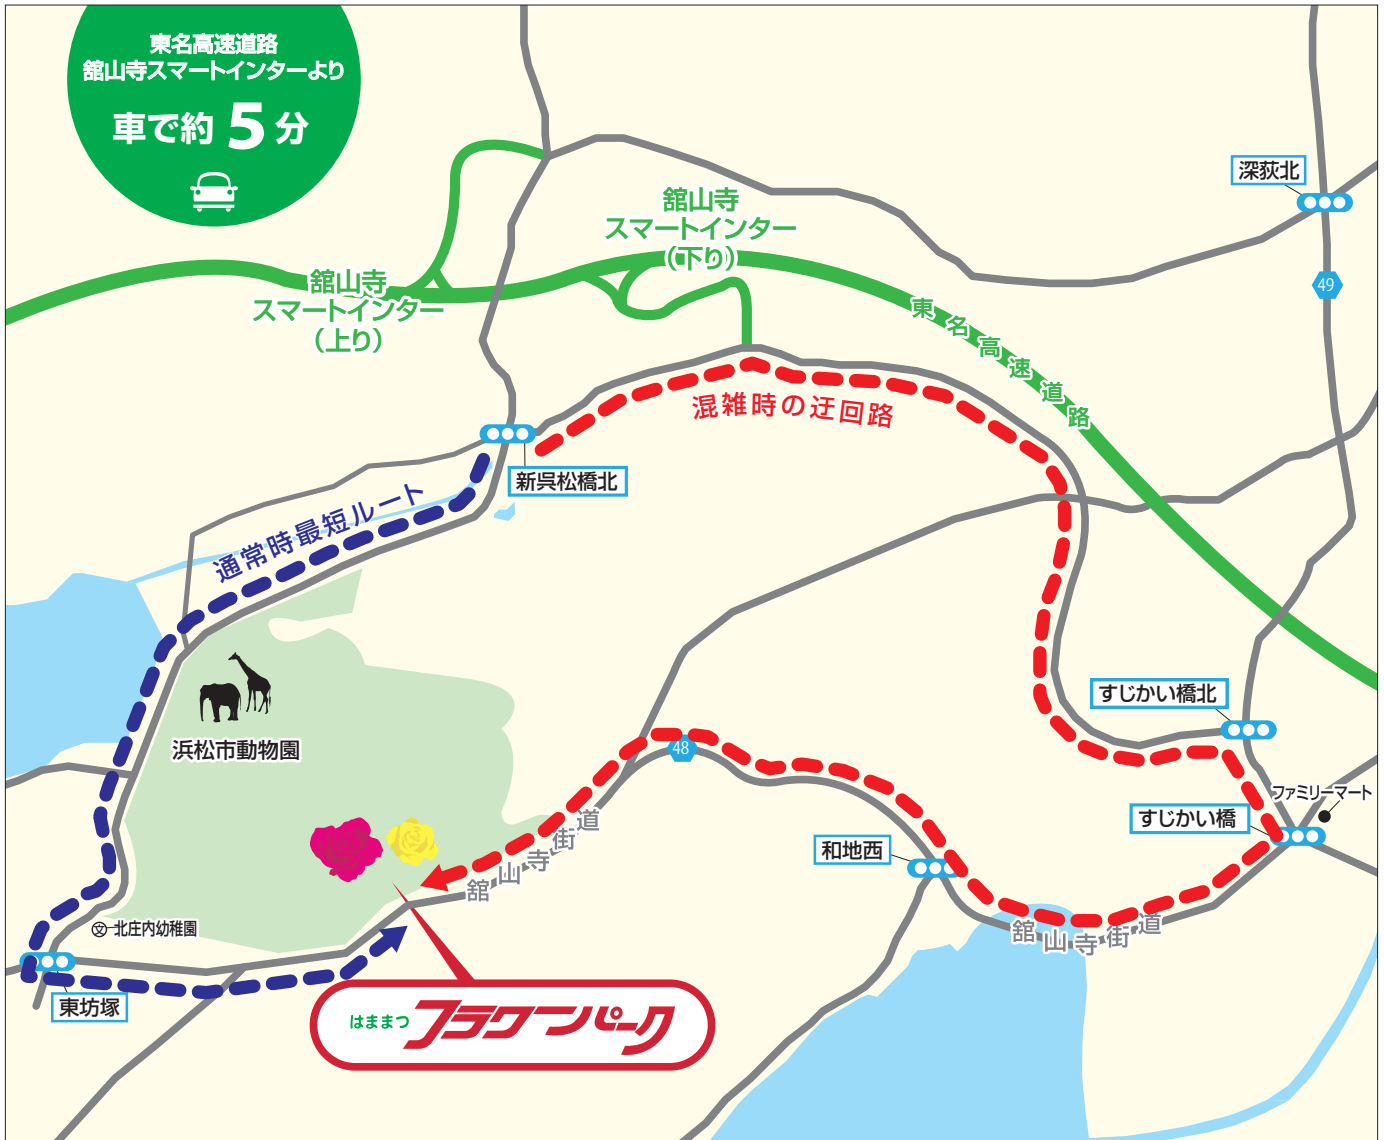 東名高速道路
舘山寺スマートインターより
車で約 5 分
深荻北
舘山寺
スマートインター
(下り)
49
舘山寺
スマートインター
(上り)
東名高速道路
混雑時の迂回路
新呉松橋北
通常時最短ルート
浜松市動物園
すじかい橋北
48
ファミリーマート
すじかい橋
舘山寺街道
和地西
舘山寺街道
文
北庄内幼稚園
東坊塚
はままつ フラワーパーク